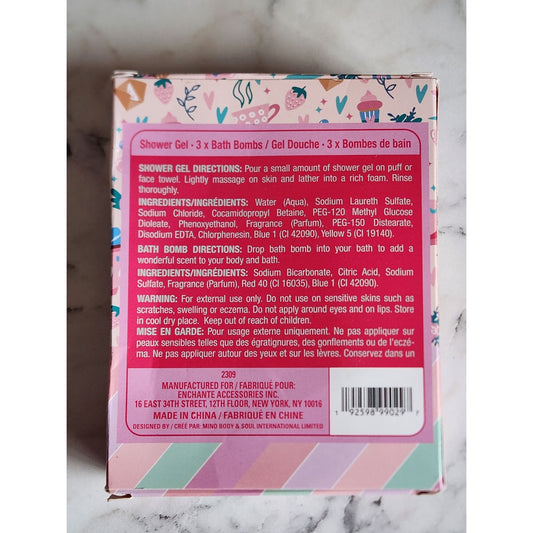 Shower Gel • 3 x Bath Bombs / Gel Douche • 3 x Bombes de bain
SHOWER GEL DIRECTIONS: Pour a small amount of shower gel on puff or
face towel. Lightly massage on skin and lather into a rich foam. Rinse
thoroughly.
INGREDIENTS/INGRÉDIENTS: Water (Aqua), Sodium Laureth Sulfate,
Sodium Chloride, Cocamidopropyl Betaine, PEG-120 Methyl Glucose
Dioleate, Phenoxyethanol, Fragrance (Parfum), PEG-150 Distearate,
Disodium EDTA, Chlorphenesin, Blue 1 (CI 42090), Yellow 5 (CI 19140).
BATH BOMB DIRECTIONS: Drop bath bomb into your bath to add a
wonderful scent to your body and bath.
INGREDIENTS/INGRÉDIENTS: Sodium Bicarbonate, Citric Acid, Sodium
Sulfate, Fragrance (Parfum), Red 40 (CI 16035), Blue 1 (CI 42090).
WARNING: For external use only. Do not use on sensitive skins such as
scratches, swelling or eczema. Do not apply around eyes and on lips. Store
in cool dry place. Keep out of reach of children.
MISE EN GARDE: Pour usage externe uniquement. Ne pas appliquer sur
peaux sensibles telles que des égratignures, des gonflements ou de l'eczé-
ma. Ne pas appliquer autour des yeux et sur les lèvres. Conservez dans un
2309
MANUFACTURED FOR / FABRIQUÉ POUR:
ENCHANTE ACCESSORIES INC.
16 EAST 34TH STREET, 12TH FLOOR, NEW YORK, NY 10016
MADE IN CHINA / FABRIQUÉ EN CHINE
DESIGNED BY / CRÉÉ PAR: MIND BODY & SOUL INTERNATIONAL LIMITED
1 92598 99029 7